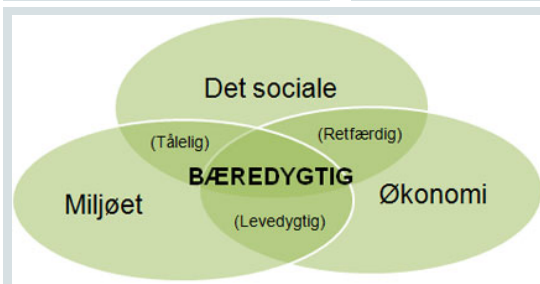 Det sociale
(Tålelig)
(Retfærdig)
BÆREDYGTIG
Miljøet
Økonomi
(Levedygtig)